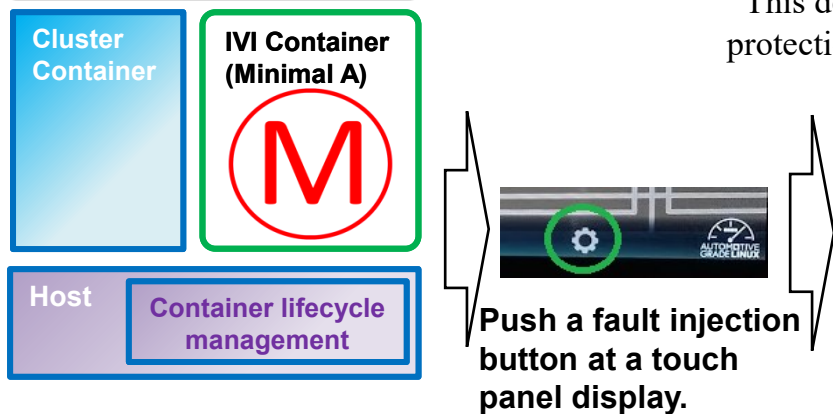 This d
protecti
Cluster
Container
IVI Container
(Minimal A)
M
Host
Container lifecycle
management
AUTOMOTIVE
GRADE LINUX
Push a fault injection
button at a touch
panel display.